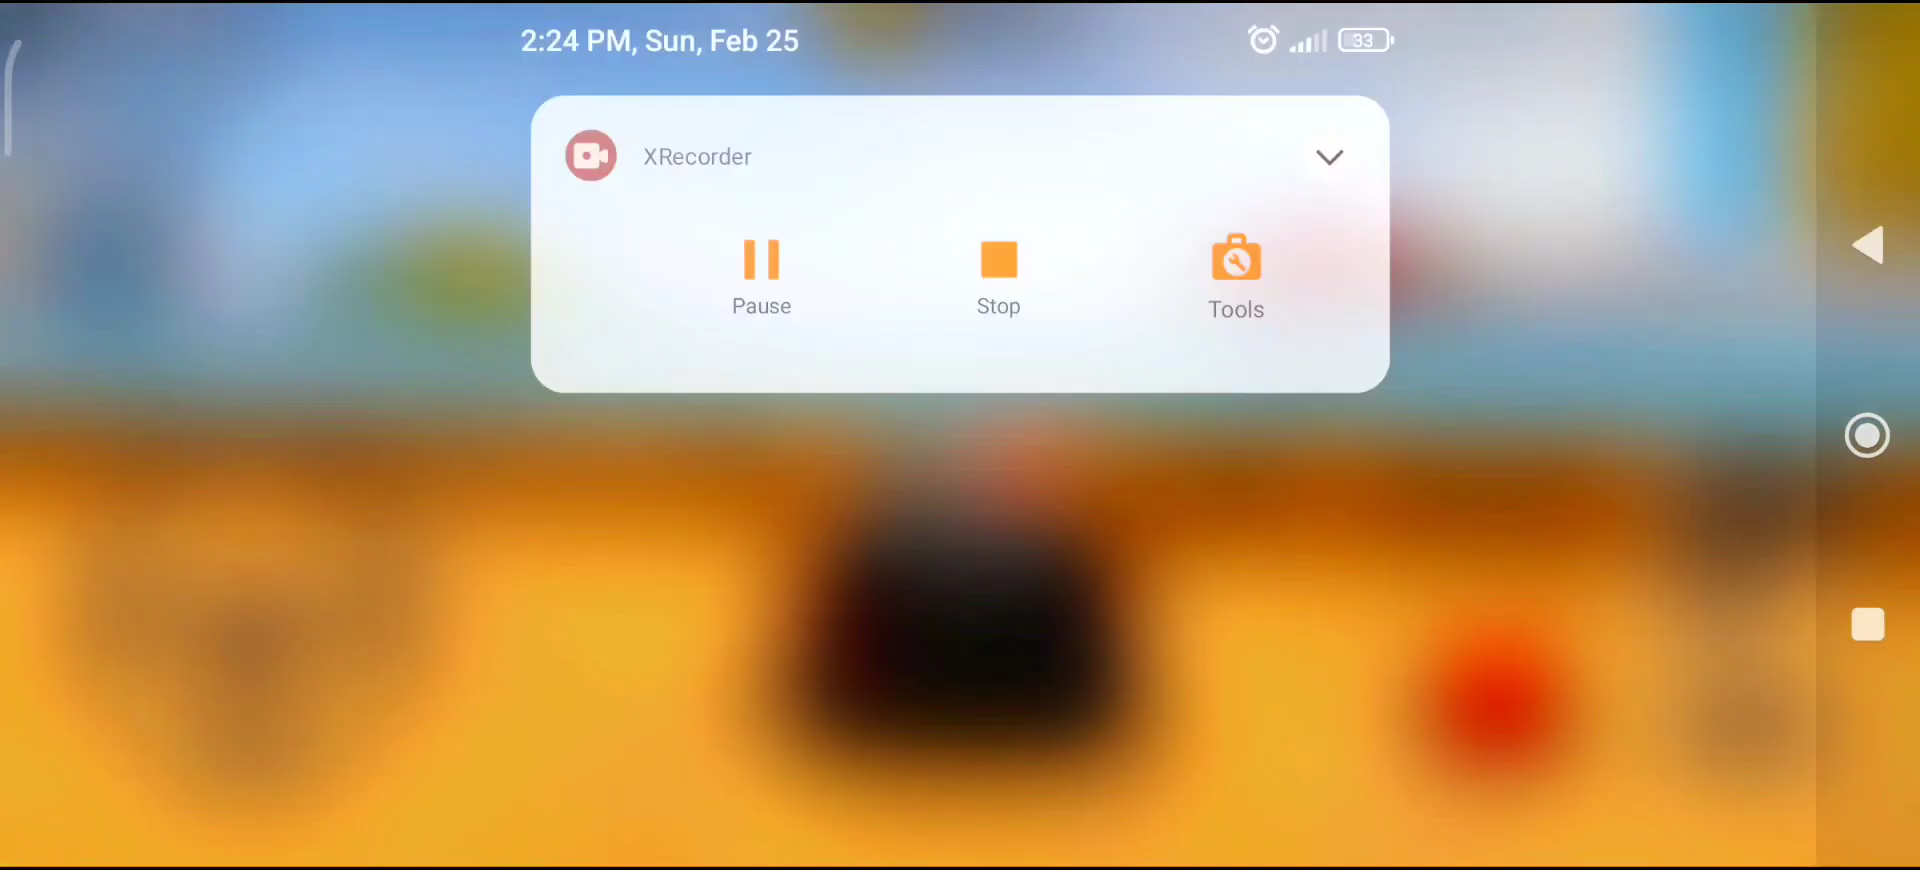 2:24 PM, Sun, Feb 25
33
XRecorder
Pause
Stop
Tools